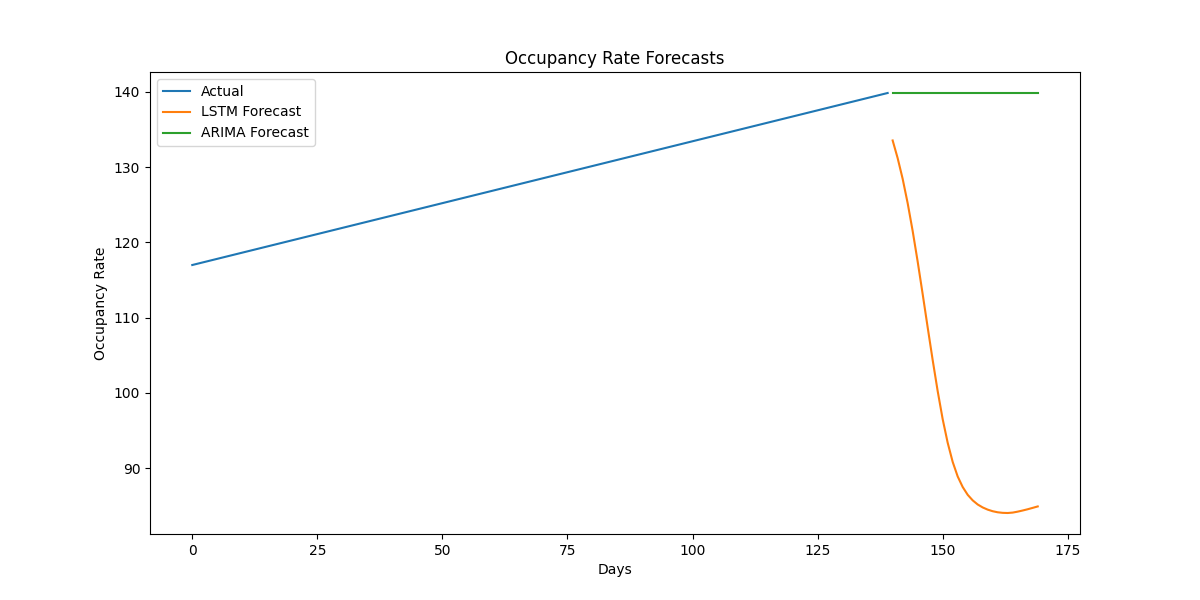 Occupancy Rate Forecasts
Actual
LSTM Forecast
ARIMA Forecast
140
130
120
110
100
90
Occupancy Rate
0 25 50 75 100 125 150 175
Days